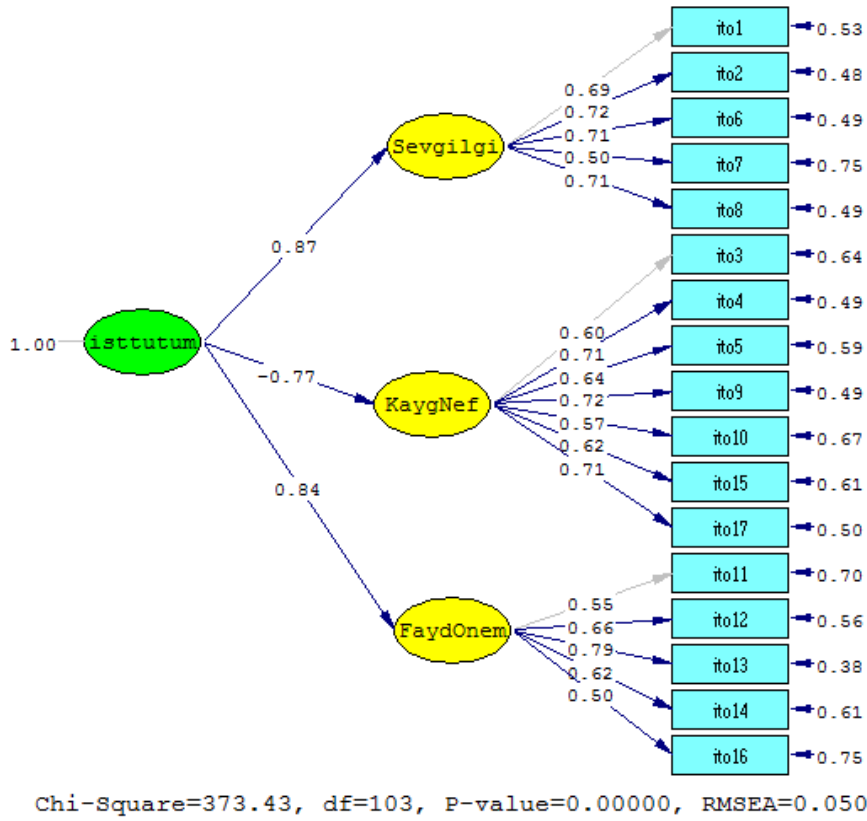 ito1
0.53
ito2
0.48
0.69
0.72
ito6
0.49
0.71
Sevgilgi
0.50
ito7
0.75
0.71
ito8
0.49
0.87
ito3
0.64
ito4
0.49
1.00
isttutum
0.60
0.71
ito5
0.59
-0.77
0.64
ito9
0.49
KaygNef
0.72
0.57
ito10
0.67
0.62
0.71
ito15
0.61
0.84
ito17
0.50
ito11
0.70
0.55
ito12
0.56
FaydOnem
0.66
0.79
ito13
0.38
0.62
0.50
ito14
0.61
ito16
0.75
Chi-Square=373.43, df=103, P-value=0.00000, RMSEA=0.050